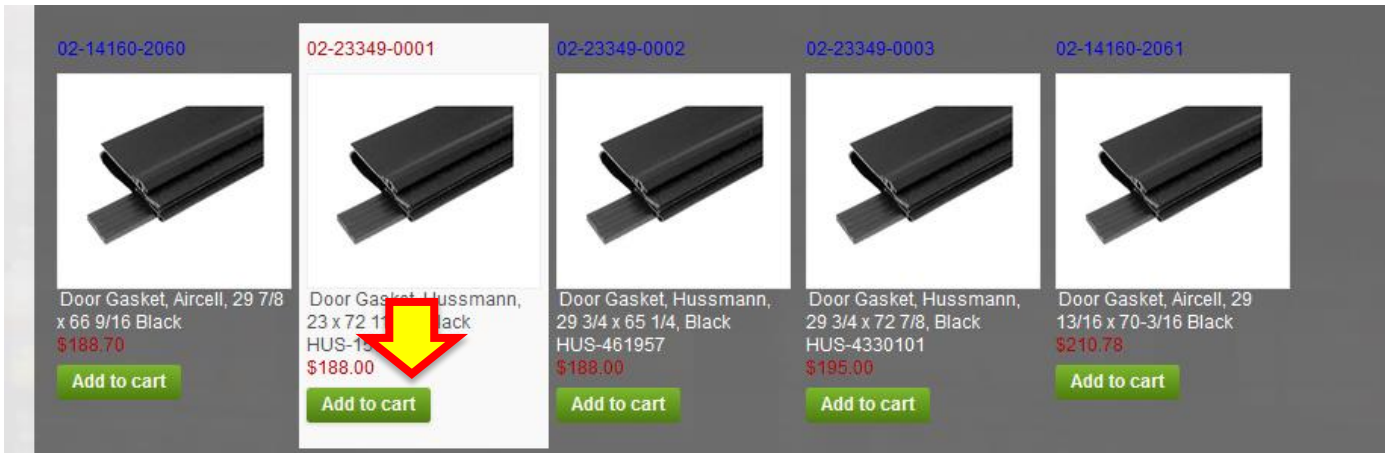 02-14160-2060
Door Gasket, Aircell, 29 7/8
x 66 9/16 Black
$188.70
Add to cart
02-23349-0001
Door Hussmann,
23 x 72
$188.00
Add to cart
02-23349-0002
Door Gasket, Hussmann,
29 3/4 x 65 1/4, Black
HUS-461957
$188.00
Add to cart
02-23349-0003
Door Gasket, Hussmann,
29 3/4 x 72 7/8, Black
HUS-4330101
$195.00
Add to cart
02-14160-2061
Door Gasket, Aircell, 29
13/16 x 70-3/16 Black
$210.78
Add to cart